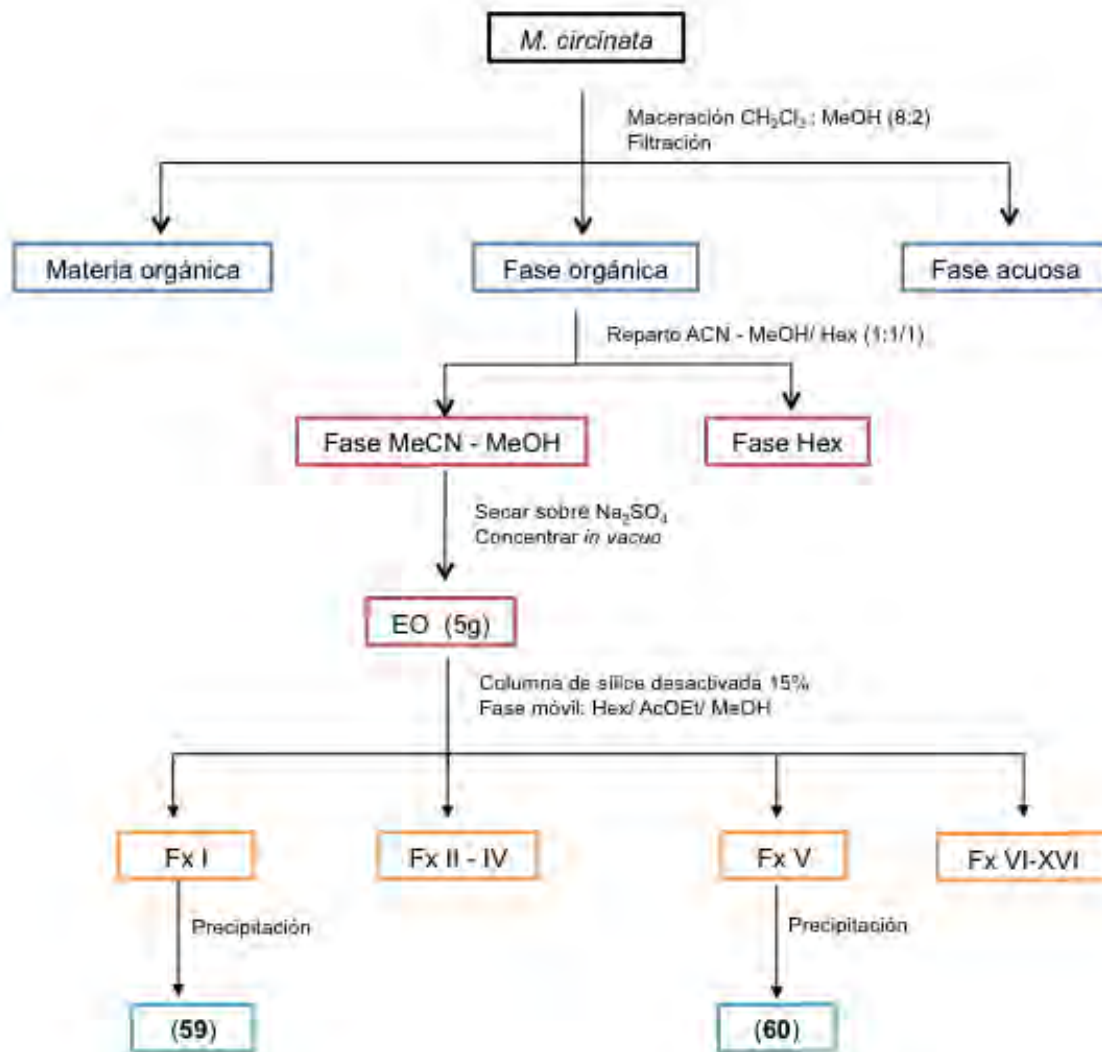 M. circinata
Maceración CH₂Cl₂ : MeOH (8:2)
Filtración
Materia orgánica
Fase orgánica
Fase acuosa
Reparto ACN - MeOH/ Hex (1:1/1)
Fase MeCN - MeOH
Fase Hex
Secar sobre Na₂SO₄
Concentrar in vacuo
EO (5g)
Columna de sílice desactivada 15%
Fase móvil: Hex/ AcOEt/ MeOH
Fx I
Fx II - IV
Fx V
Fx VI-XVI
Precipitación
Precipitación
(59)
(60)